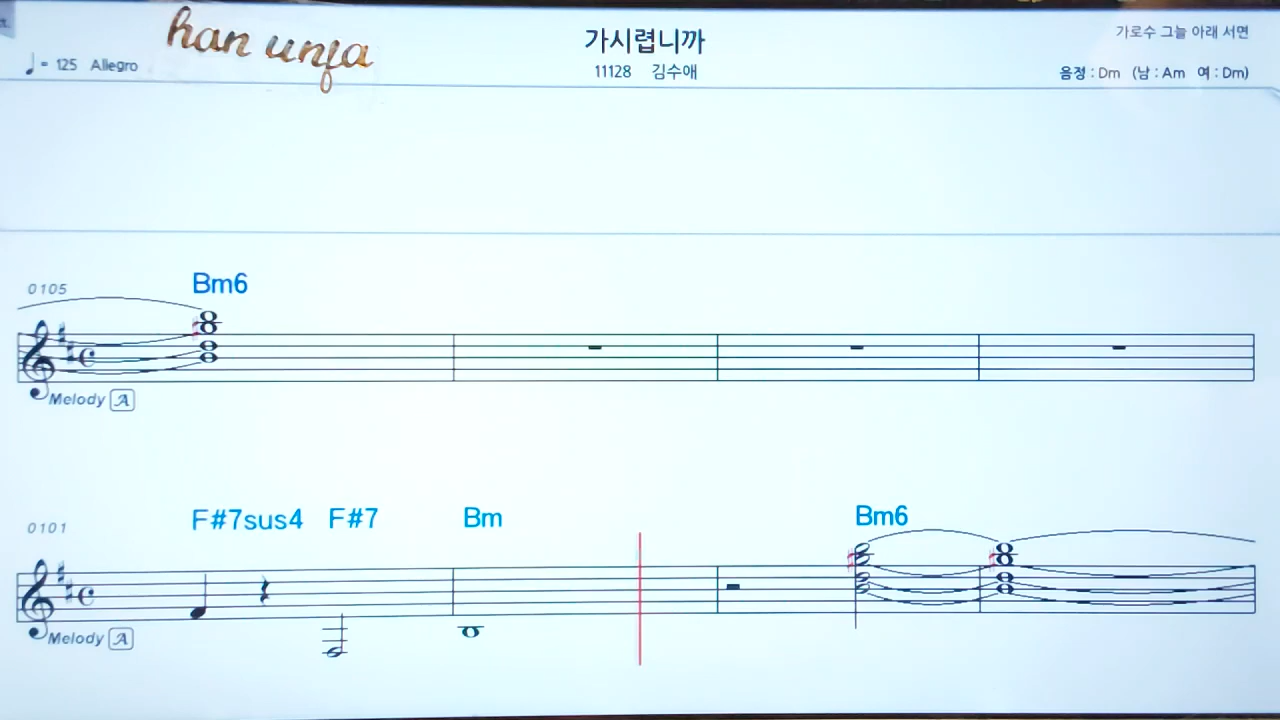 han unfa
가시렵니까
가로수 그늘 아래 서면
♩= 125 Allegro
11128 김수애
음정 : Dm (남 : Am 여 : Dm)
0105
Bm6
Melody A
0101
F#7sus4 F#7 Bm Bm6
Melody A